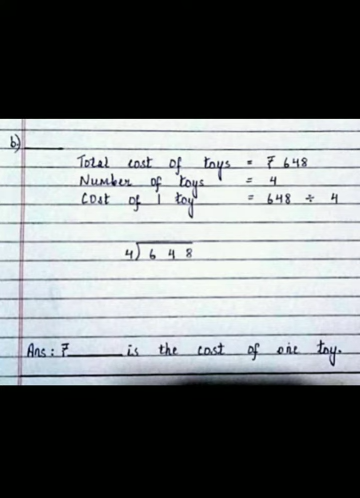 b)
Total cost of toys = ₹ 648
Number of toys = 4
Cost of 1 toy = 648 ÷ 4
4) 6 4 8
Ans: ₹ ______ is the cost of one toy.